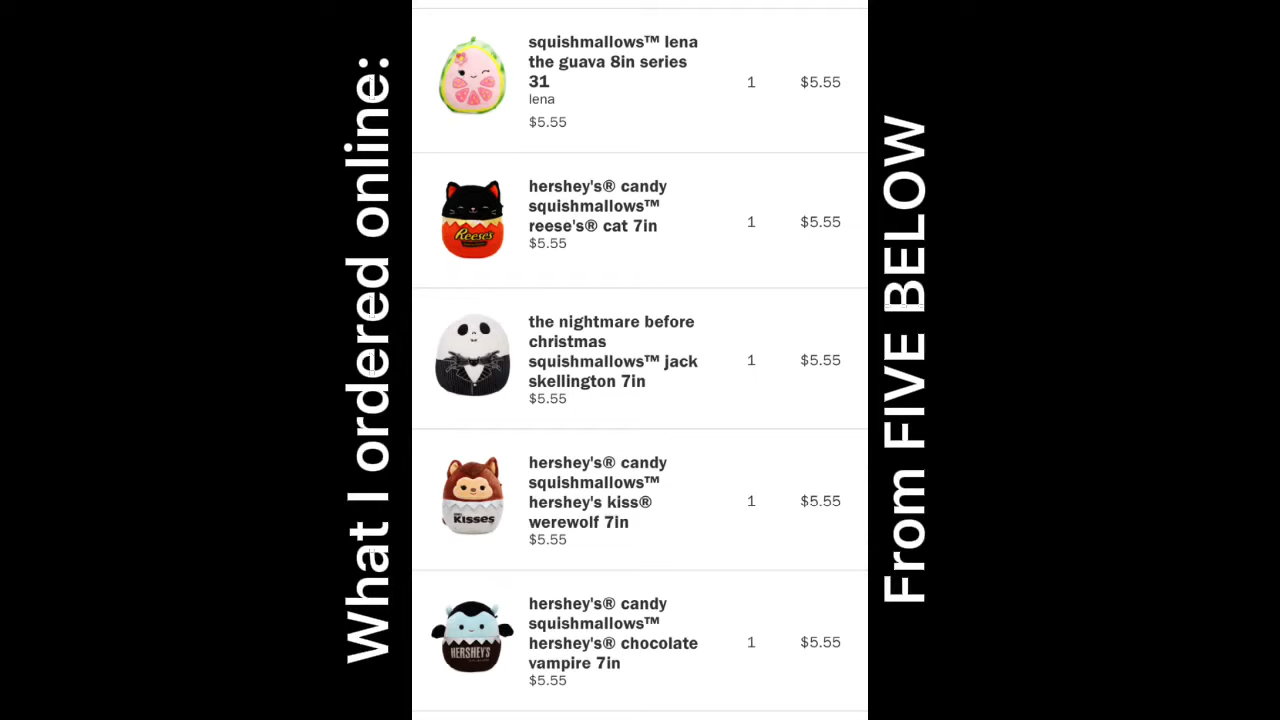 What I ordered online:
squishmallows™ lena
the guava 8in series
31
lena
$5.55
1
$5.55
Reese's
hershey's® candy
squishmallows™
reese's® cat 7in
$5.55
1
$5.55
the nightmare before
christmas
squishmallows™ jack
skellington 7in
$5.55
1
$5.55
KISSES
hershey's® candy
squishmallows™
hershey's kiss®
werewolf 7in
$5.55
1
$5.55
HERSHEY'S
hershey's® candy
squishmallows™
hershey's® chocolate
vampire 7in
$5.55
1
$5.55
From FIVE BELOW